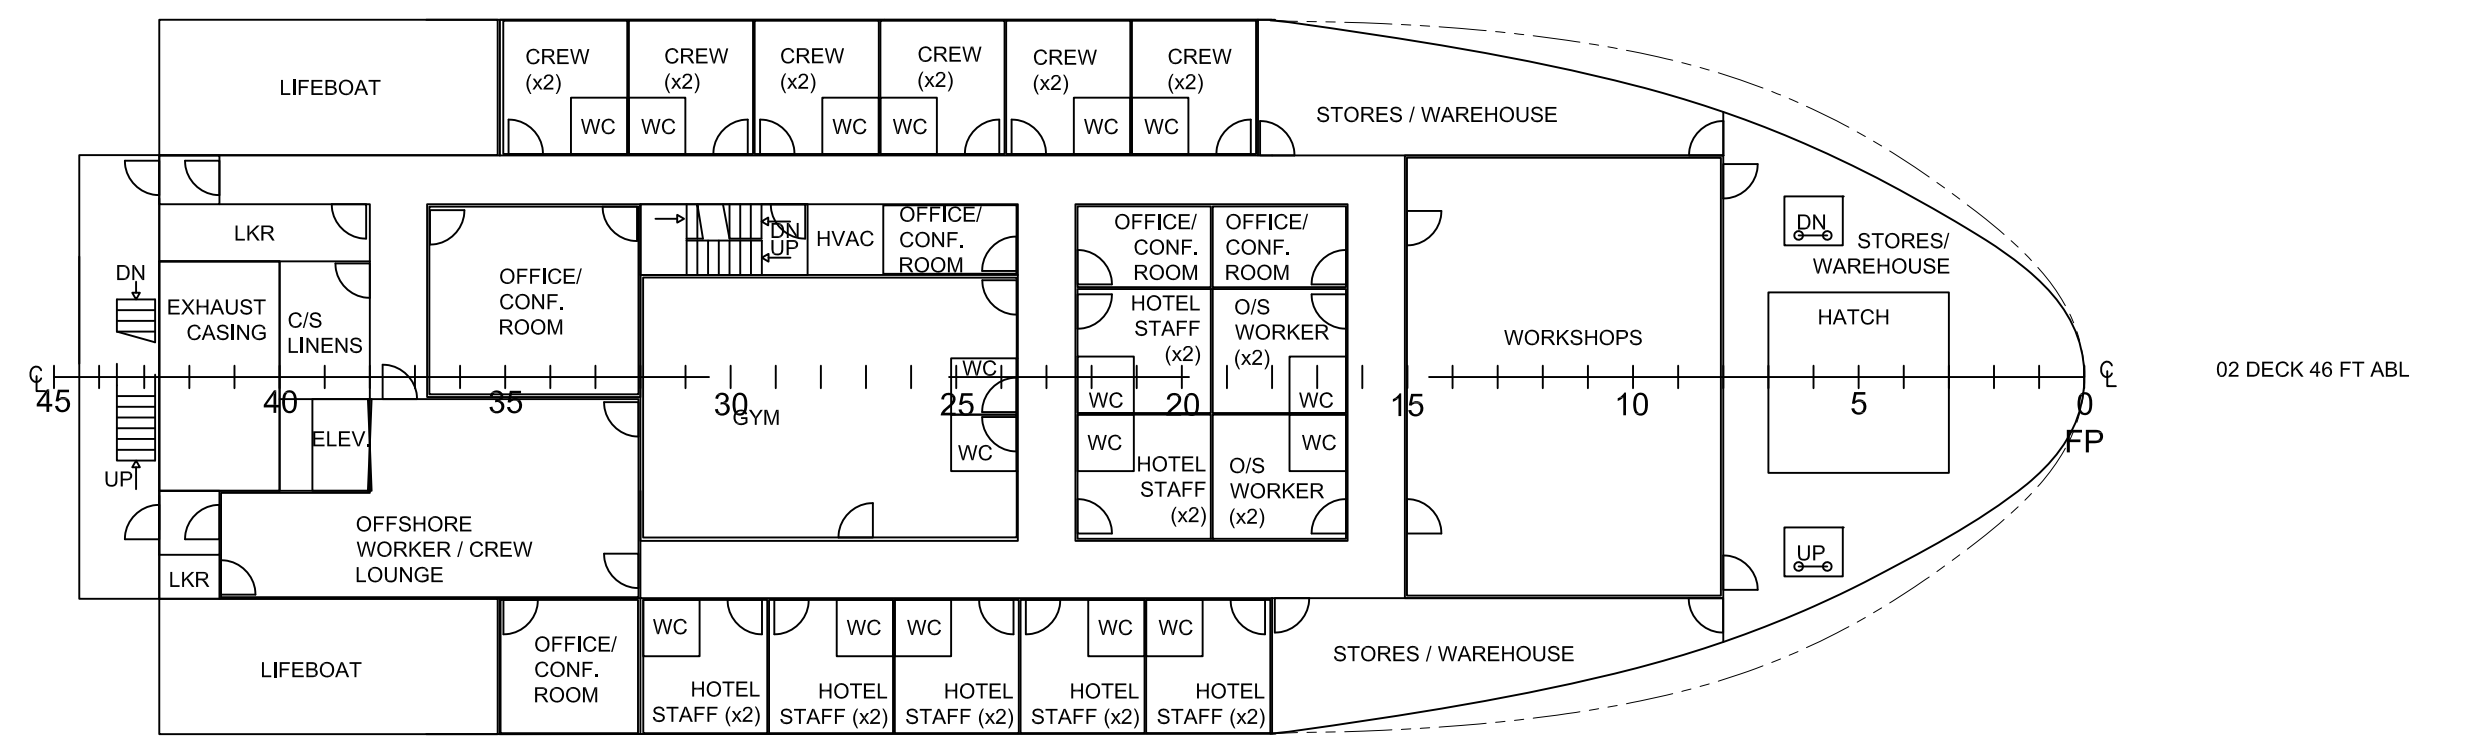 CREW
(x2)
CREW
(x2)
CREW
(x2)
CREW
(x2)
CREW
(x2)
CREW
(x2)
LIFEBOAT
WC
WC
WC
WC
WC
WC
STORES / WAREHOUSE
LKR
DN
EXHAUST
CASING
C/S
LINENS
OFFICE/
CONF.
ROOM
DN
UP
HVAC
OFFICE/
CONF.
ROOM
OFFICE/
CONF.
ROOM
OFFICE/
CONF.
ROOM
HOTEL
STAFF
(x2)
O/S
WORKER
(x2)
WORKSHOPS
DN
STORES/
WAREHOUSE
HATCH
WC
WC
WC
℄
℄
02 DECK 46 FT ABL
45
40
35
30
25
20
15
10
5
0
FP
GYM
ELEV.
WC
WC
WC
UP
HOTEL
STAFF
(x2)
O/S
WORKER
(x2)
OFFSHORE
WORKER / CREW
LOUNGE
LKR
UP
LIFEBOAT
OFFICE/
CONF.
ROOM
WC
WC
WC
WC
WC
HOTEL
STAFF (x2)
HOTEL
STAFF (x2)
HOTEL
STAFF (x2)
HOTEL
STAFF (x2)
HOTEL
STAFF (x2)
STORES / WAREHOUSE